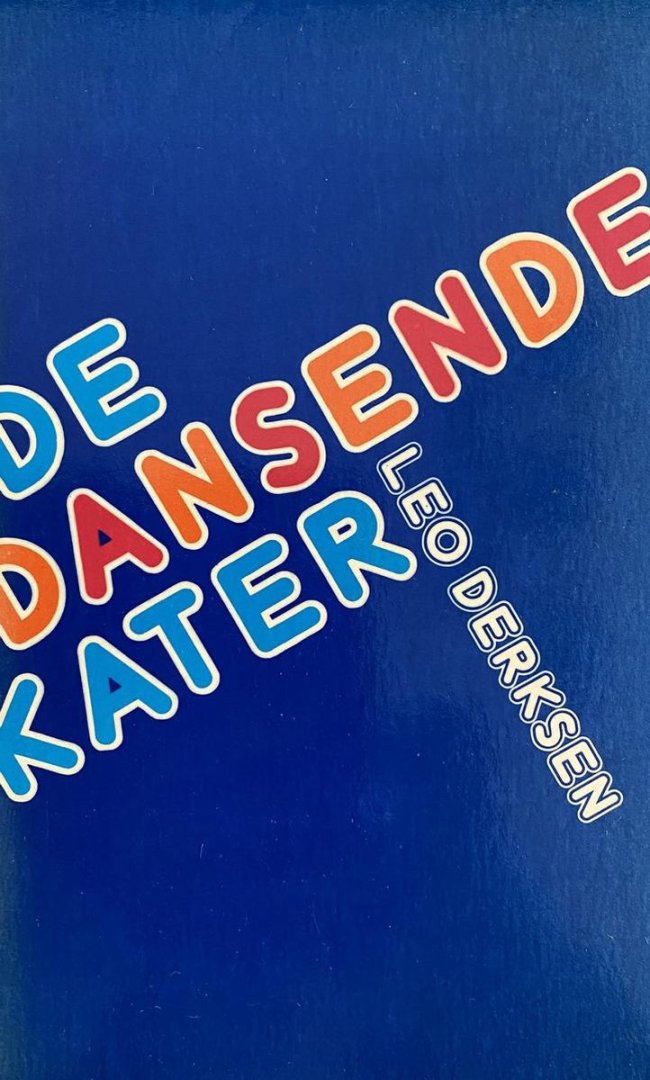 DE
DANSENDE
KATER
LEO DERKSEN